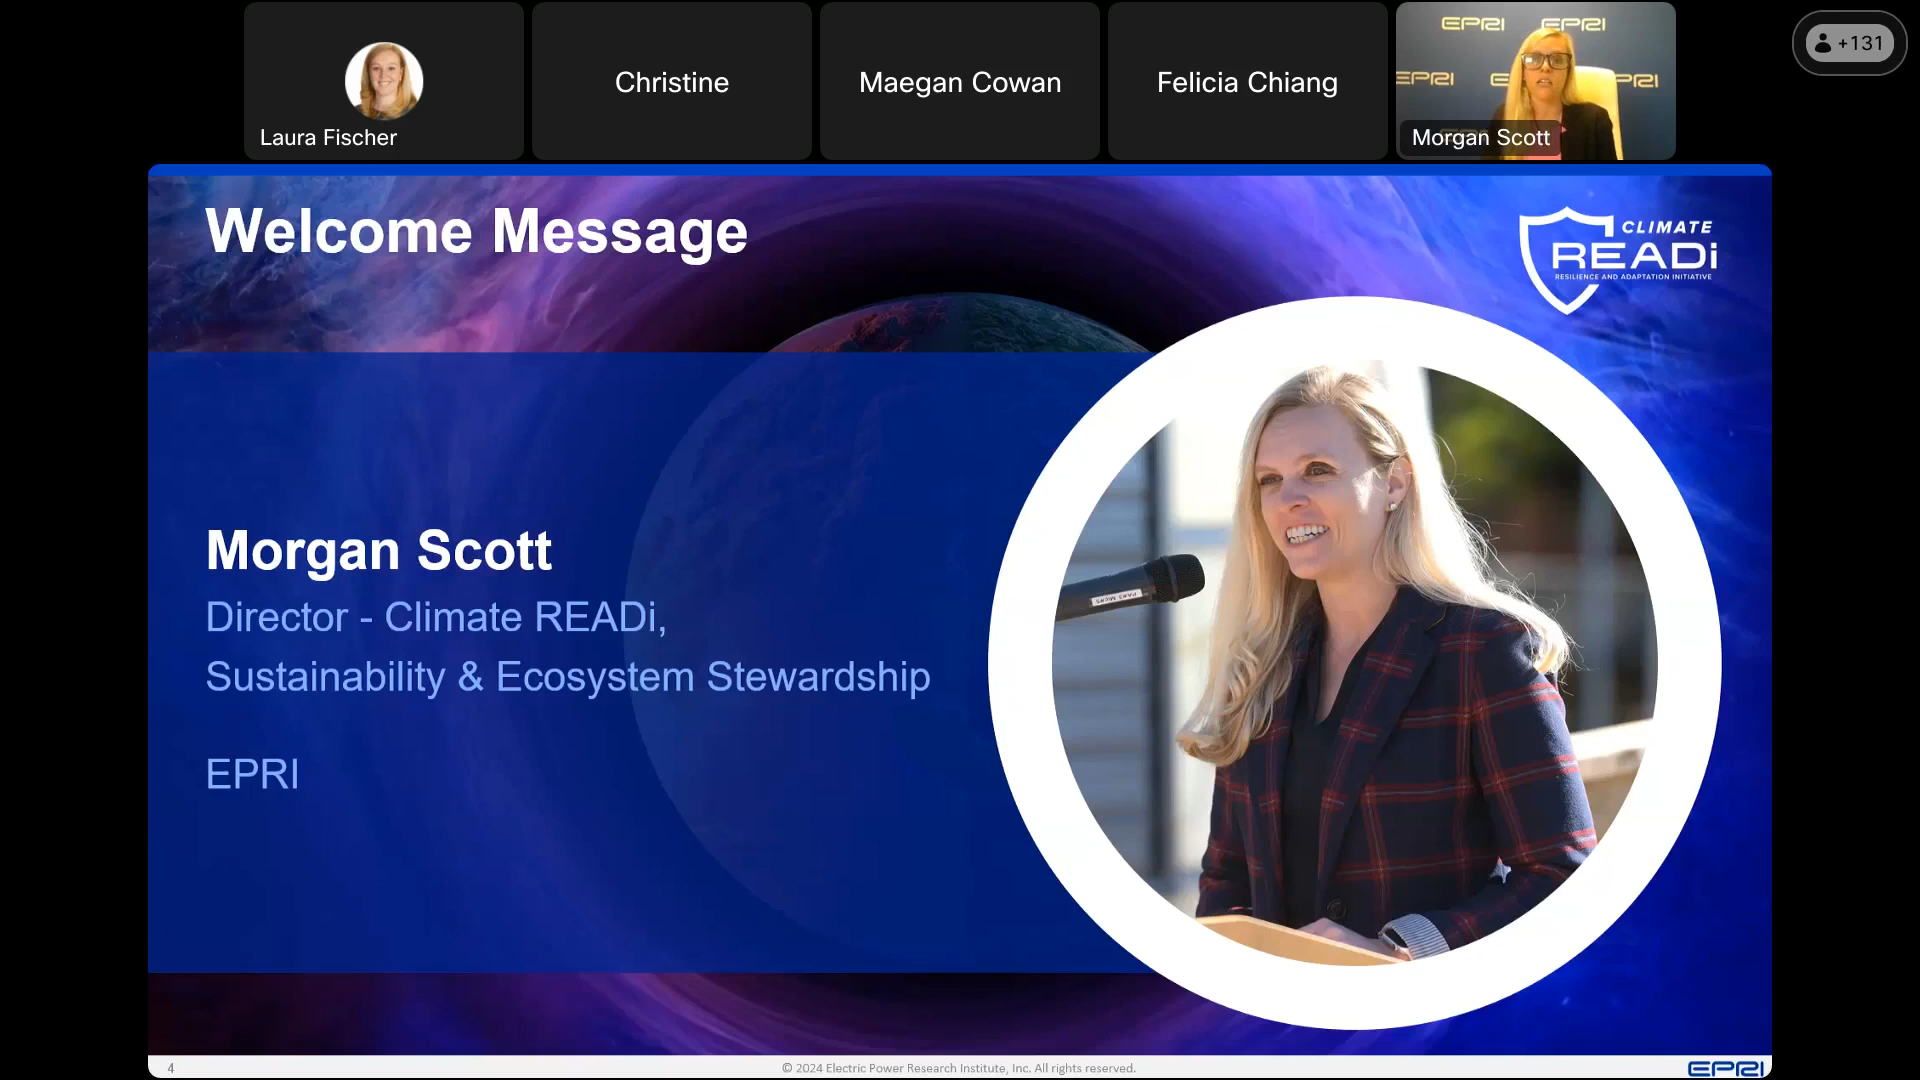 Laura Fischer
Christine
Maegan Cowan
Felicia Chiang
EPRI EPRI
EPRI
Morgan Scott
+131
Welcome Message
CLIMATE
READi
RESILIENCE AND ADAPTATION INITIATIVE
Morgan Scott
Director - Climate READi,
Sustainability & Ecosystem Stewardship
EPRI
4
© 2024 Electric Power Research Institute, Inc. All rights reserved.
EPRI